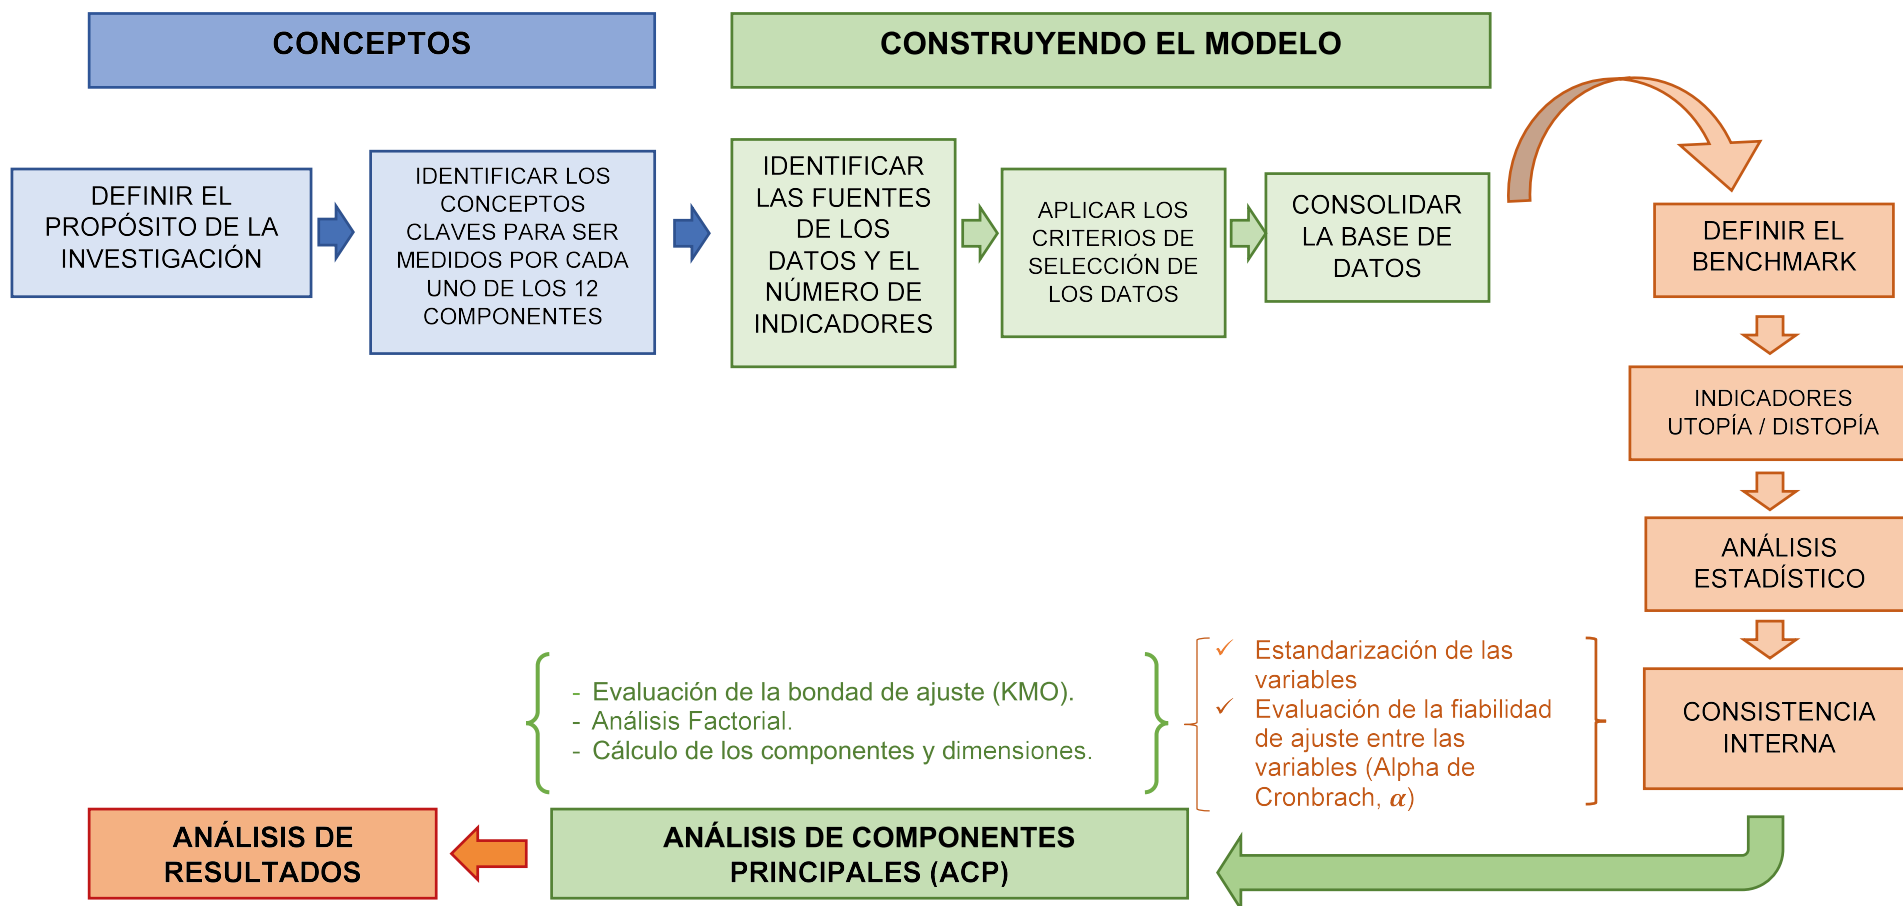 CONCEPTOS
CONSTRUYENDO EL MODELO
DEFINIR EL
PROPÓSITO DE LA
INVESTIGACIÓN
IDENTIFICAR LOS
CONCEPTOS
CLAVES PARA SER
MEDIDOS POR CADA
UNO DE LOS 12
COMPONENTES
IDENTIFICAR
LAS FUENTES
DE LOS
DATOS Y EL
NÚMERO DE
INDICADORES
APLICAR LOS
CRITERIOS DE
SELECCIÓN DE
LOS DATOS
CONSOLIDAR
LA BASE DE
DATOS
DEFINIR EL
BENCHMARK
INDICADORES
UTOPÍA / DISTOPÍA
ANÁLISIS
ESTADÍSTICO
CONSISTENCIA
INTERNA
✓ Estandarización de las
variables
✓ Evaluación de la fiabilidad
de ajuste entre las
variables (Alpha de
Cronbrach, α)
- Evaluación de la bondad de ajuste (KMO).
- Análisis Factorial.
- Cálculo de los componentes y dimensiones.
ANÁLISIS DE COMPONENTES
PRINCIPALES (ACP)
ANÁLISIS DE
RESULTADOS